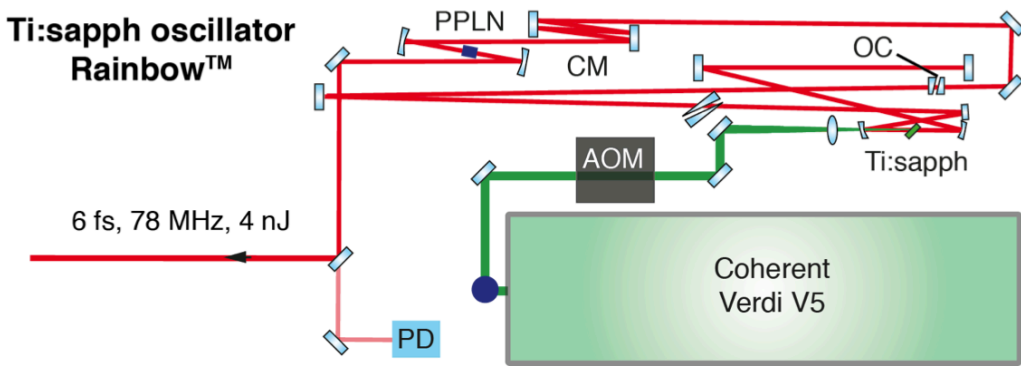 Ti:sapph oscillator
Rainbow™
PPLN
CM
OC
Ti:sapph
AOM
6 fs, 78 MHz, 4 nJ
Coherent
Verdi V5
PD